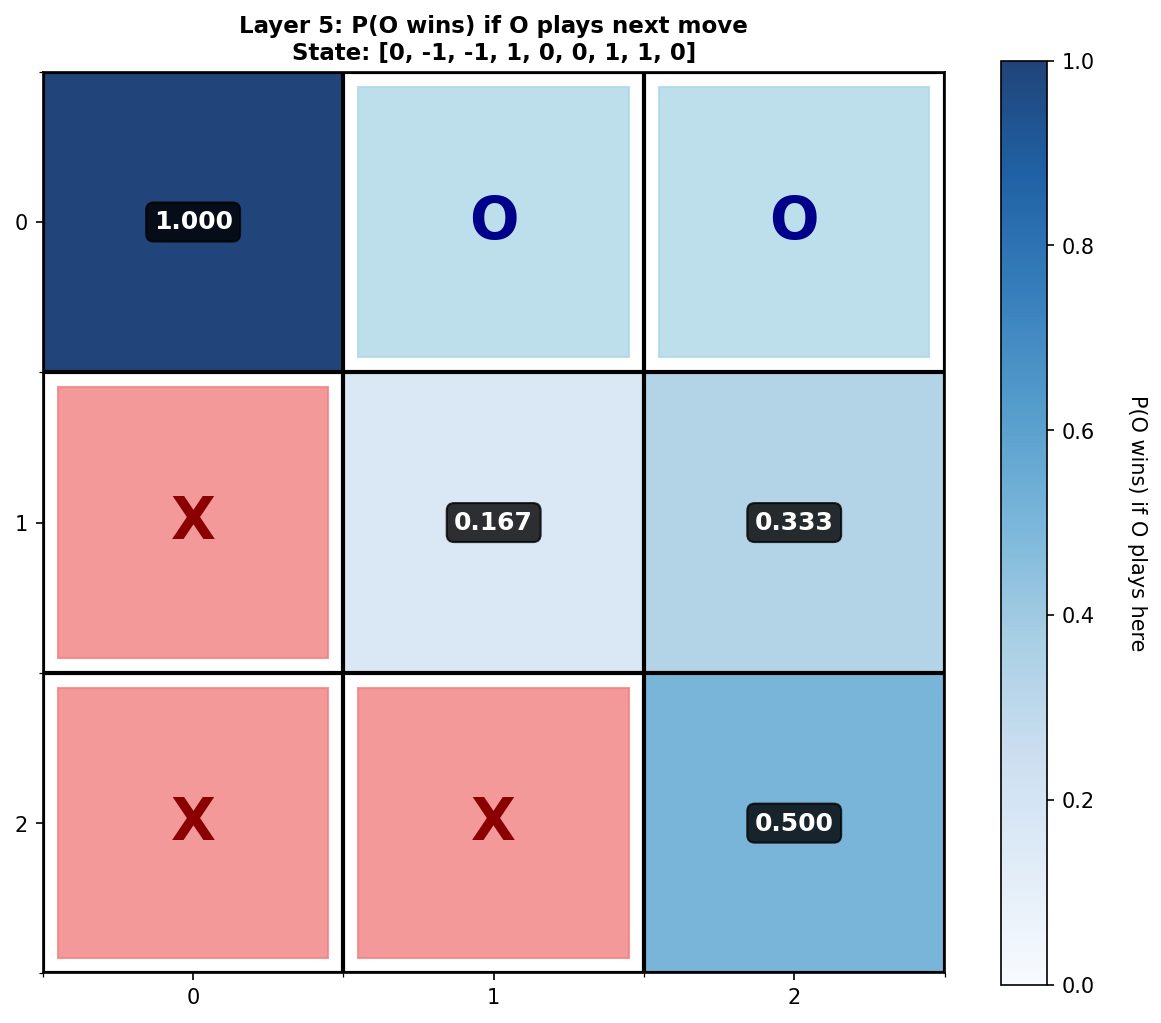 Layer 5: P(O wins) if O plays next move
State: [0, -1, -1, 1, 0, 0, 1, 1, 0]
1.000
O
O
X
0.167
0.333
X
X
0.500
0
1
2
0
1
2
1.0
0.8
0.6
0.4
0.2
0.0
P(O wins) if O plays here